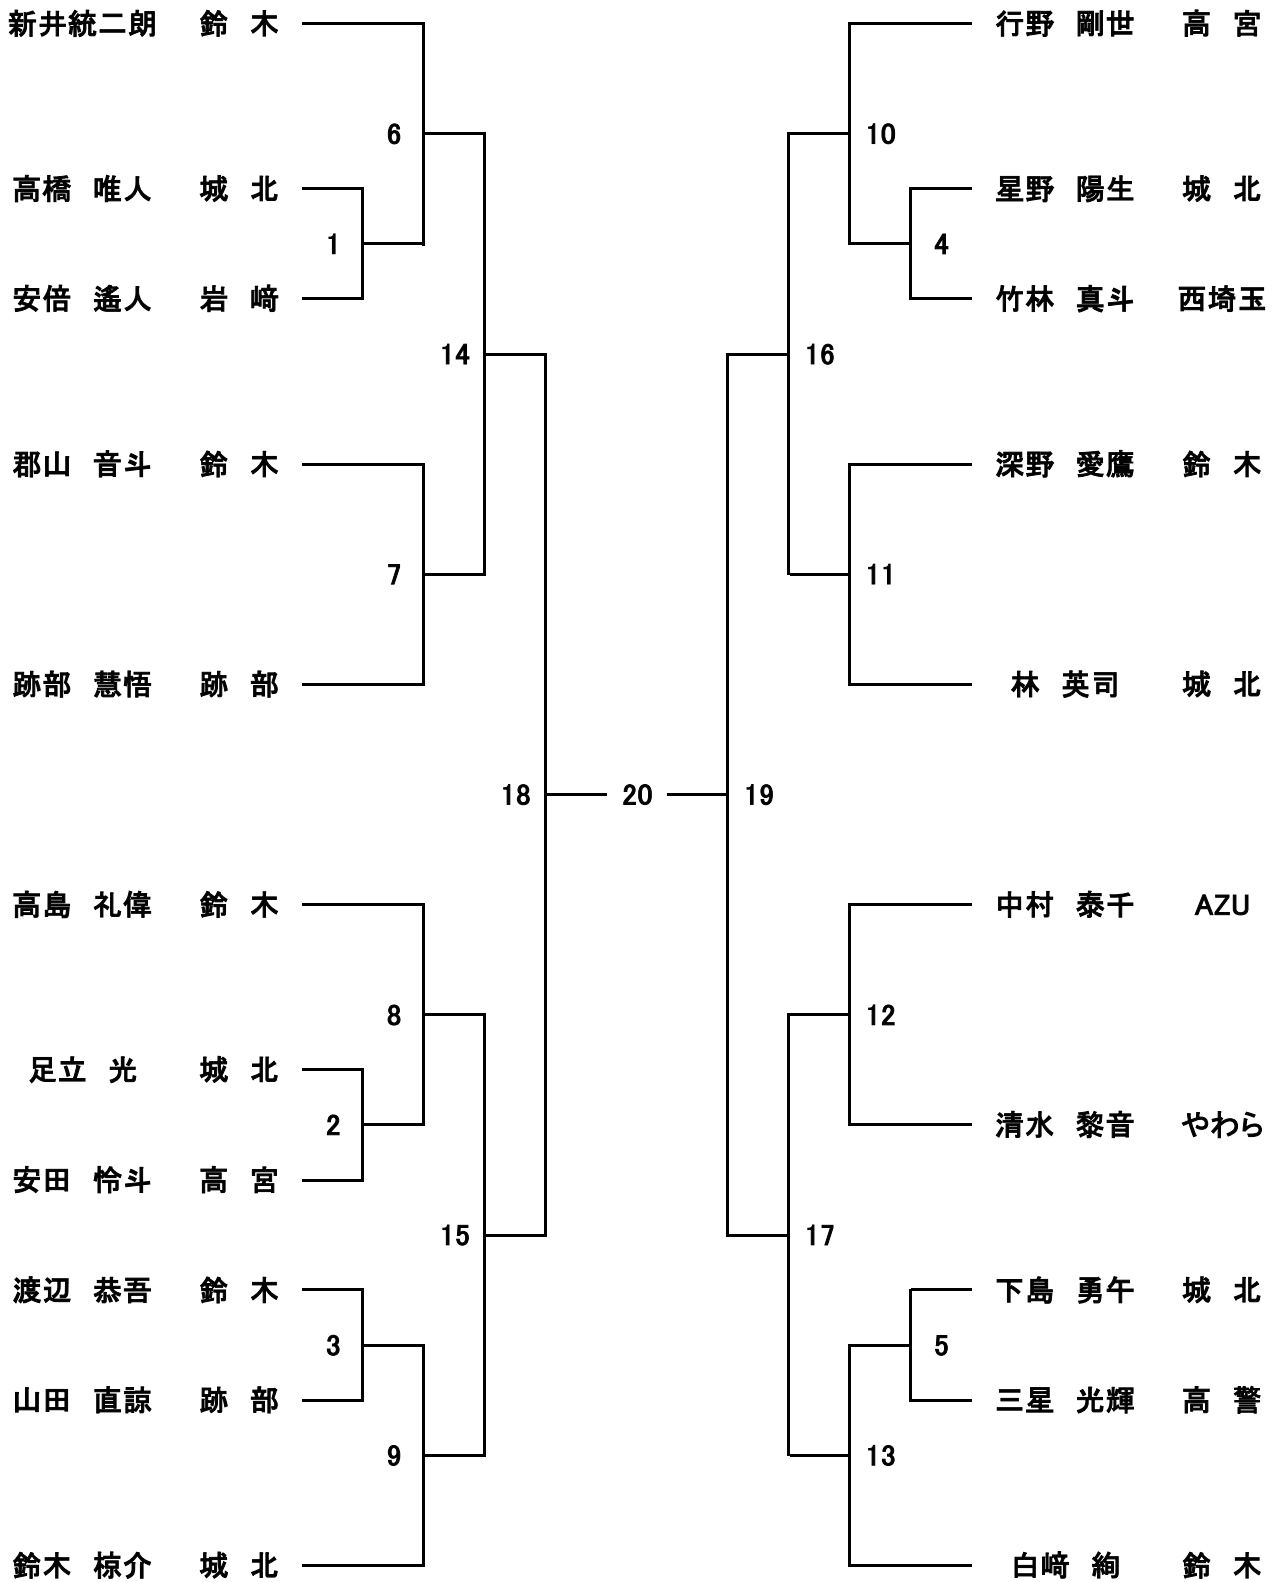 新井統二朗 鈴 木
6
高橋 唯人 城 北
1
安倍 遙人 岩 﨑
14
郡山 音斗 鈴 木
7
跡部 慧悟 跡 部
18
高島 礼偉 鈴 木
8
足立 光 城 北
2
安田 怜斗 高 宮
15
渡辺 恭吾 鈴 木
3
山田 直諒 跡 部
9
鈴木 椋介 城 北
20
行野 剛世 高 宮
10
星野 陽生 城 北
4
竹林 真斗 西埼玉
16
深野 愛鷹 鈴 木
11
林 英司 城 北
19
中村 泰千 AZU
12
清水 黎音 やわら
17
下島 勇午 城 北
5
三星 光輝 高 警
13
白﨑 絢 鈴 木